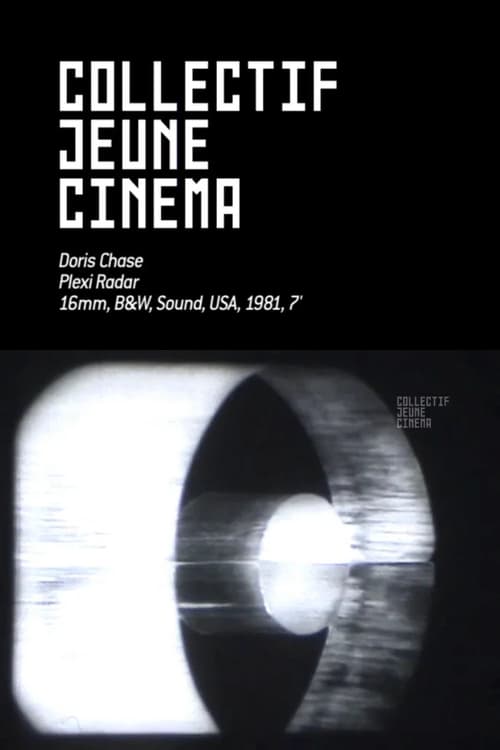 COLLECTIF
JEUNE
CINEMA
Doris Chase
Plexi Radar
16mm, B&W, Sound, USA, 1981, 7'
COLLECTIF
JEUNE
CINEMA